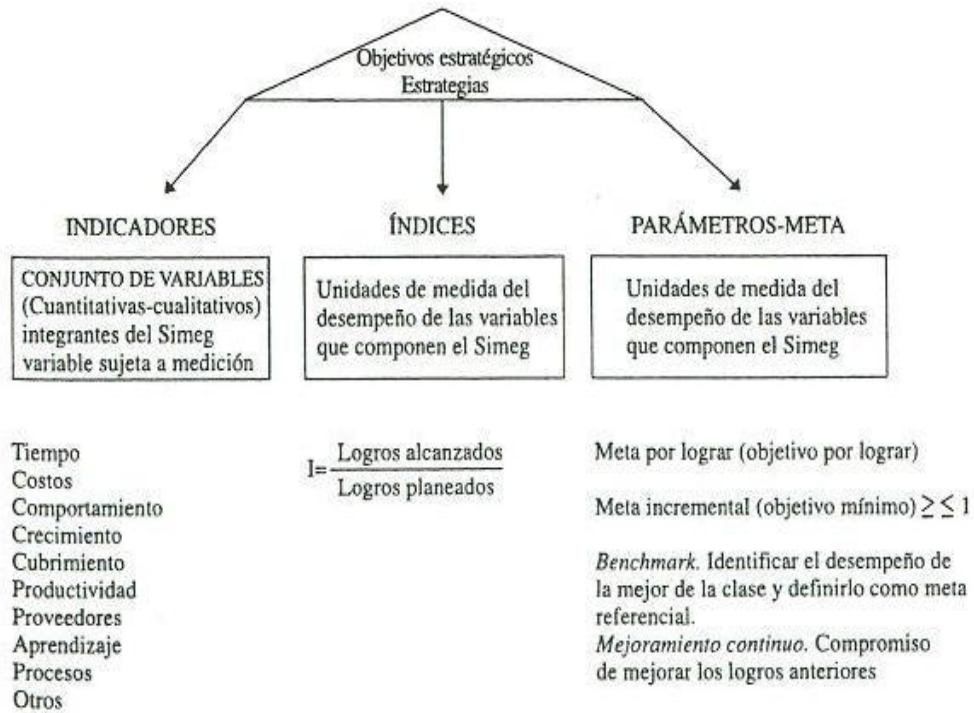 Objetivos estratégicos
Estrategias
INDICADORES
CONJUNTO DE VARIABLES
(Cuantitativas-cualitativos)
integrantes del Simeg
variable sujeta a medición
Tiempo
Costos
Comportamiento
Crecimiento
Cubrimiento
Productividad
Proveedores
Aprendizaje
Procesos
Otros
ÍNDICES
Unidades de medida del
desempeño de las variables
que componen el Simeg
I= Logros alcanzados
Logros planeados
PARÁMETROS-META
Unidades de medida del
desempeño de las variables
que componen el Simeg
Meta por lograr (objetivo por lograr)
Meta incremental (objetivo mínimo) ≥ ≤ 1
Benchmark. Identificar el desempeño de
la mejor de la clase y definirlo como meta
referencial.
Mejoramiento continuo. Compromiso
de mejorar los logros anteriores